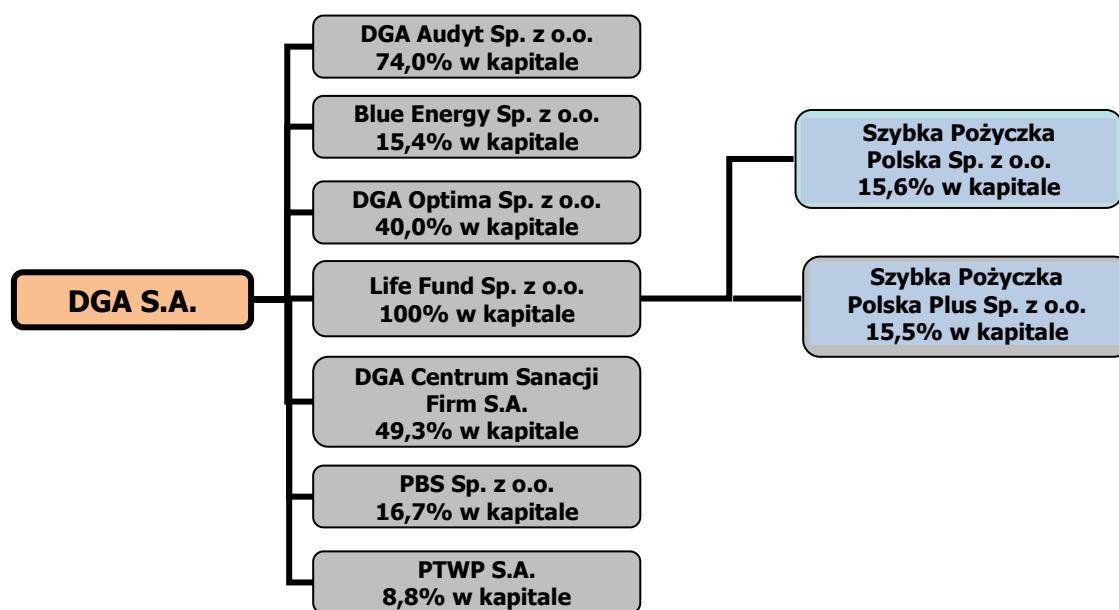 DGA S.A.
DGA Audyt Sp. z o.o.
74,0% w kapitale
Blue Energy Sp. z o.o.
15,4% w kapitale
DGA Optima Sp. z o.o.
40,0% w kapitale
Life Fund Sp. z o.o.
100% w kapitale
DGA Centrum Sanacji
Firm S.A.
49,3% w kapitale
PBS Sp. z o.o.
16,7% w kapitale
PTWP S.A.
8,8% w kapitale
Szybka Pożyczka
Polska Sp. z o.o.
15,6% w kapitale
Szybka Pożyczka
Polska Plus Sp. z o.o.
15,5% w kapitale